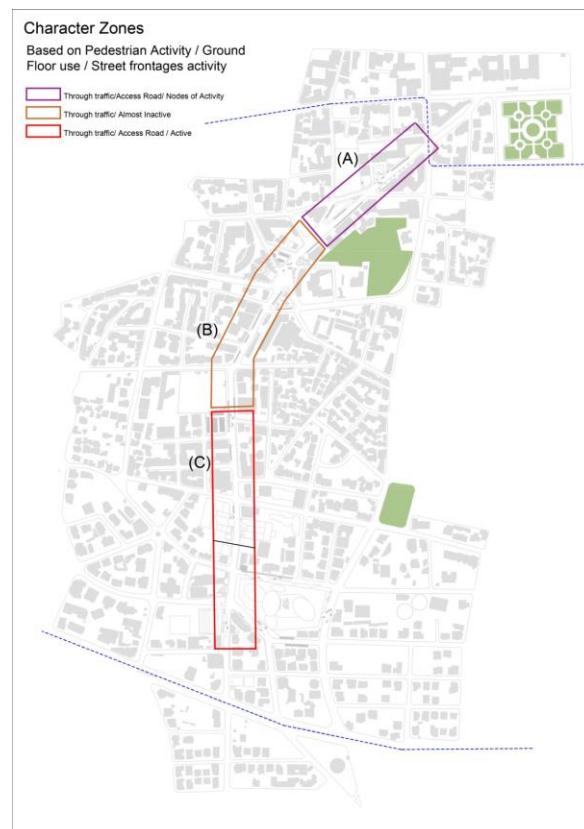 Character Zones
Based on Pedestrian Activity / Ground
Floor use / Street frontages activity
Through traffic/Access Road/ Nodes of Activity
Through traffic/ Almost Inactive
Through traffic/ Access Road / Active
(A)
(B)
(C)